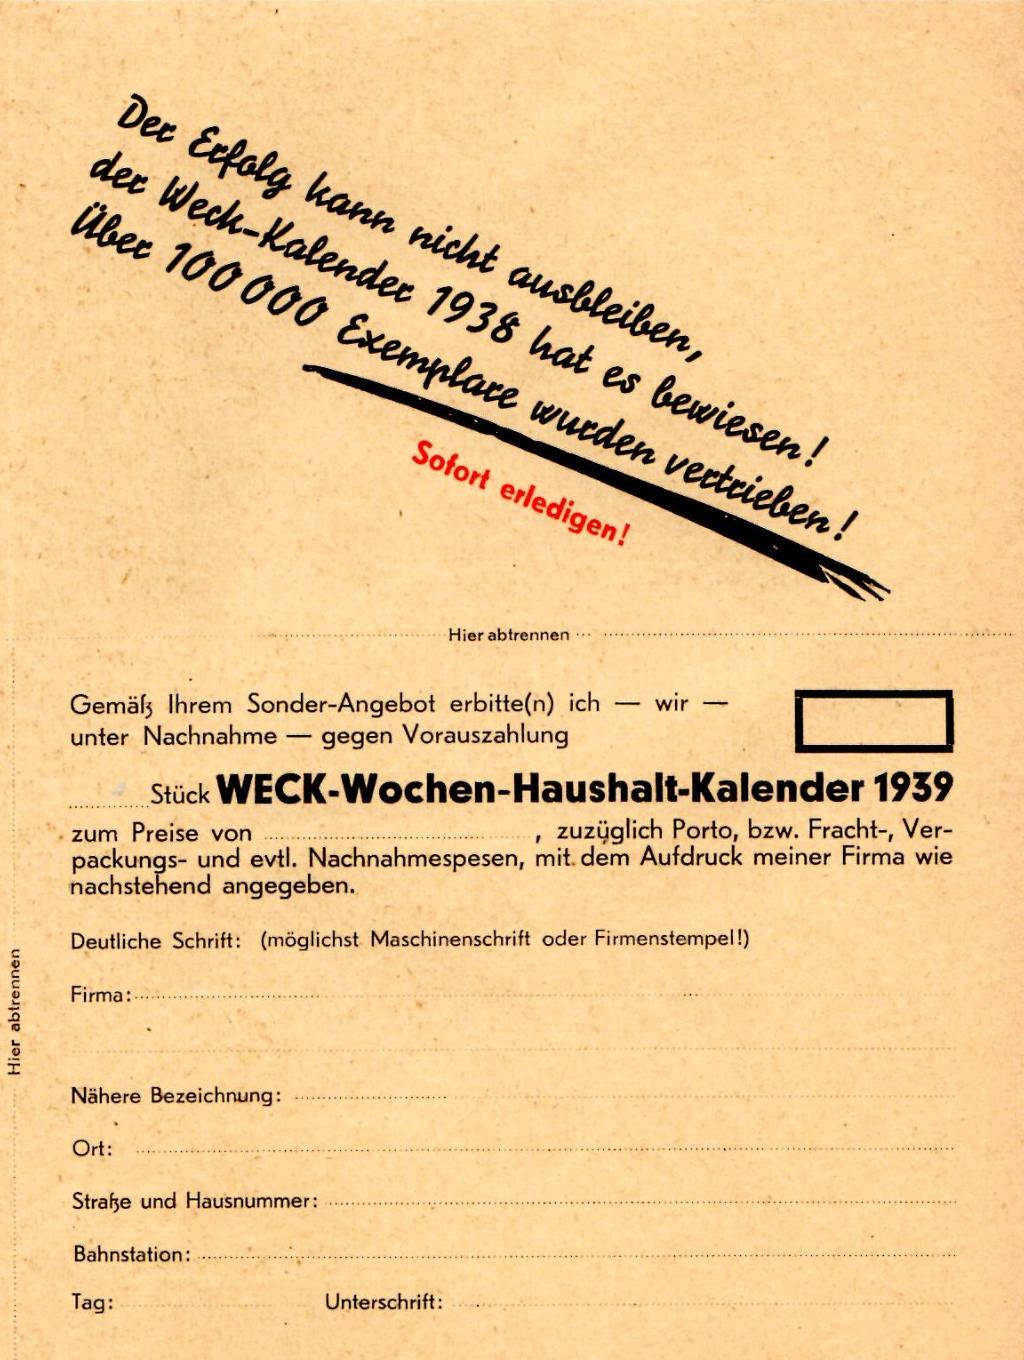 Der Erfolg kann nicht ausbleiben,
der Weck-Kalender 1938 hat es bewiesen!
Über 100000 Exemplare wurden vertrieben!
Sofort erledigen!
Hier abtrennen
Gemäß Ihrem Sonder-Angebot erbitte(n) ich — wir —
unter Nachnahme — gegen Vorauszahlung
Stück WECK-Wochen-Haushalt-Kalender 1939
zum Preise von , zuzüglich Porto, bzw. Fracht-, Ver-
packungs- und evtl. Nachnahmespesen, mit dem Aufdruck meiner Firma wie
nachstehend angegeben.
Deutliche Schrift: (möglichst Maschinenschrift oder Firmenstempel!)
Firma:
Nähere Bezeichnung:
Ort:
Straße und Hausnummer:
Bahnstation:
Tag: Unterschrift:
Hier abtrennen